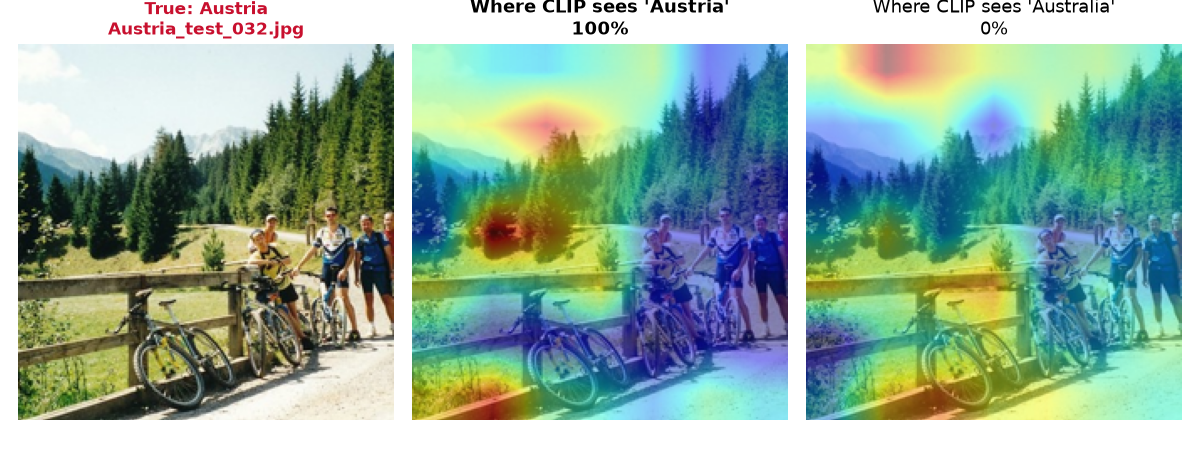 True: Austria
Austria_test_032.jpg
Where CLIP sees 'Austria'
100%
Where CLIP sees 'Australia'
0%